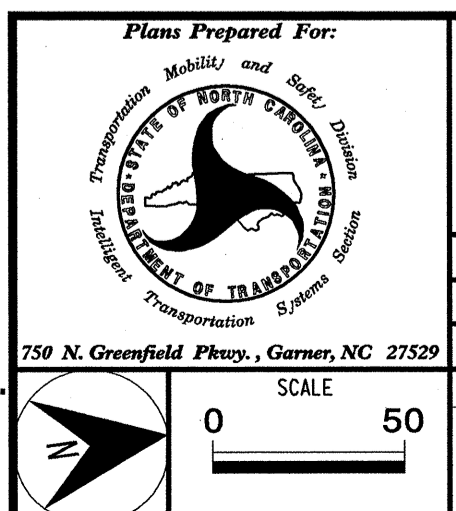 Plans Prepared For:
Transportation Mobility and Safety Division
STATE OF NORTH CAROLINA
DEPARTMENT OF TRANSPORTATION
Intelligent Transportation Systems Section
750 N. Greenfield Pkwy. , Garner, NC 27529
N
SCALE
0 50